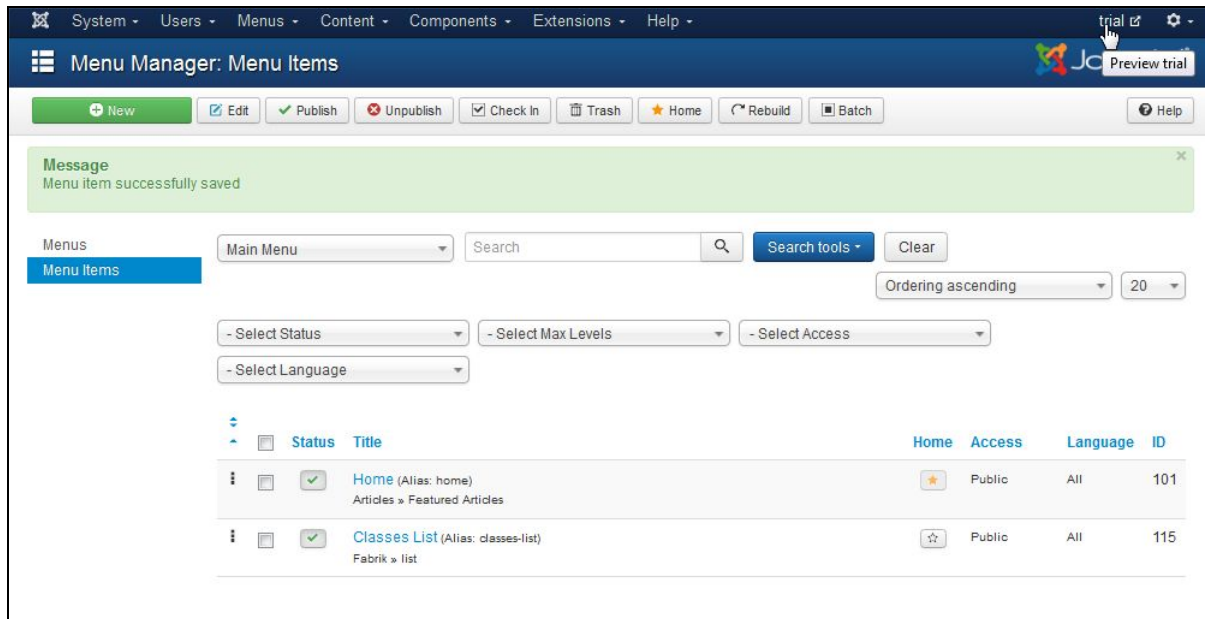 System Users Menus Content Components Extensions Help trial
Menu Manager: Menu Items
Preview trial
New Edit Publish Unpublish Check In Trash Home Rebuild Batch Help
Message
Menu item successfully saved
Menus Main Menu Search Search tools Clear
Menu Items
Ordering ascending 20
- Select Status - Select Max Levels - Select Access
- Select Language
Status Title Home Access Language ID
Home (Alias: home) Public All 101
Articles » Featured Articles
Classes List (Alias: classes-list) Public All 115
Fabrik » list